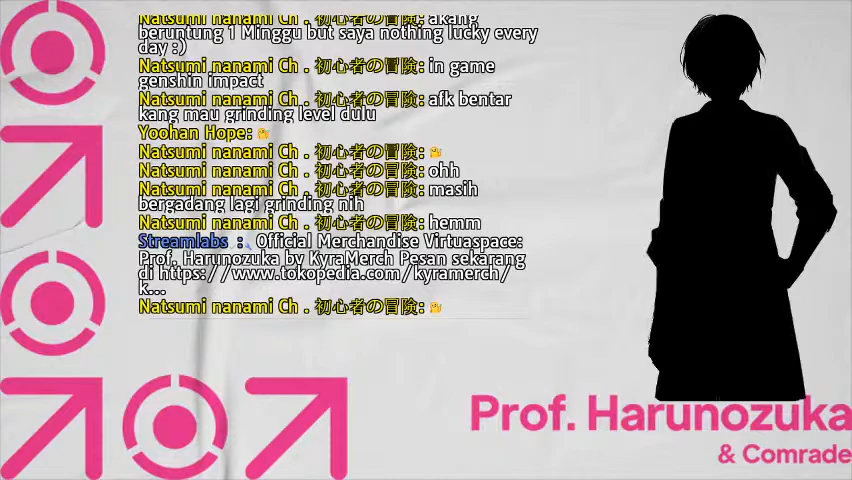 Natsumi nanami Ch . 初心者の冒険: akang
beruntung 1 Minggu but saya nothing lucky every
day :)
Natsumi nanami Ch . 初心者の冒険: in game
genshin impact
Natsumi nanami Ch . 初心者の冒険: afk bentar
kang mau grinding level dulu
Yoohan Hope:
Natsumi nanami Ch . 初心者の冒険:
Natsumi nanami Ch . 初心者の冒険: ohh
Natsumi nanami Ch . 初心者の冒険: masih
bergadang lagi grinding nih
Natsumi nanami Ch . 初心者の冒険: hemm
Streamlabs : Official Merchandise Virtuaspace:
Prof. Harunozuka by KyraMerch Pesan sekarang
di https://www.tokopedia.com/kyramerch/
k...
Natsumi nanami Ch . 初心者の冒険:
Prof. Harunozuka
& Comrade